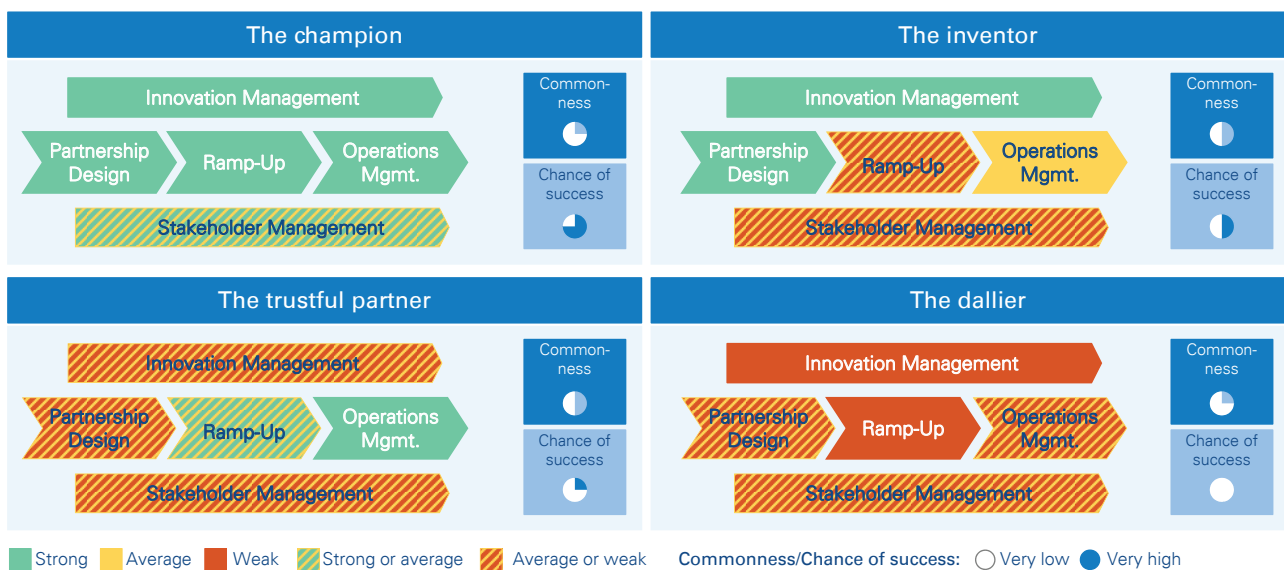 The champion
Innovation Management
Partnership
Design
Ramp-Up
Operations
Mgmt.
Stakeholder Management
Common-
ness
Chance of
success
The inventor
Innovation Management
Partnership
Design
Ramp-Up
Operations
Mgmt.
Stakeholder Management
Common-
ness
Chance of
success
The trustful partner
Innovation Management
Partnership
Design
Ramp-Up
Operations
Mgmt.
Stakeholder Management
Common-
ness
Chance of
success
The dallier
Innovation Management
Partnership
Design
Ramp-Up
Operations
Mgmt.
Stakeholder Management
Common-
ness
Chance of
success
Strong Average Weak Strong or average Average or weak Commonness/Chance of success: Very low Very high